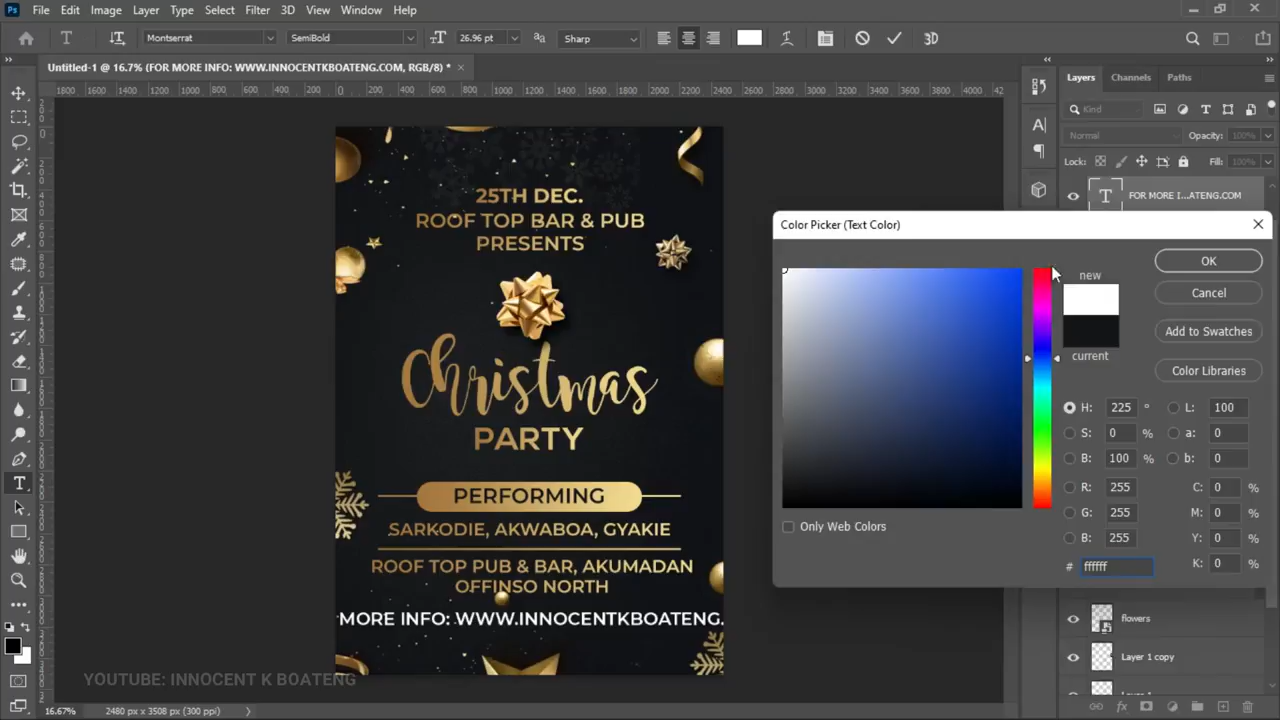 Ps File Edit Image Layer Type Select Filter 3D View Window Help
T Montserrat SemiBold 26.96 pt Sharp 3D
Untitled-1 @ 16.7% (FOR MORE INFO: WWW.INNOCENTKBOATENG.COM, RGB/8) *
1800 1600 1400 1200 1000 800 600 400 200 0 200 400 600 800 1000 1200 1400 1600 1800 2000 2200 2400 2600 2800 3000 3200 3400 3600 3800 4000 42
Layers Channels Paths
Kind
Normal Opacity: 100%
Lock: Fill: 100%
FOR MORE I...ATENG.COM
25TH DEC.
ROOF TOP BAR & PUB
PRESENTS
Christmas
PARTY
PERFORMING
SARKODIE, AKWABOA, GYAKIE
ROOF TOP PUB & BAR, AKUMADAN
OFFINSO NORTH
MORE INFO: WWW.INNOCENTKBOATENG.
Color Picker (Text Color)
new
current
OK
Cancel
Add to Swatches
Color Libraries
H: 225 ° L: 100
S: 0 % a: 0
B: 100 % b: 0
R: 255 C: 0 %
G: 255 M: 0 %
B: 255 Y: 0 %
# ffffff K: 0 %
Only Web Colors
flowers
Layer 1 copy
YOUTUBE: INNOCENT K BOATENG
16.67% 2480 px x 3508 px (300 ppi)